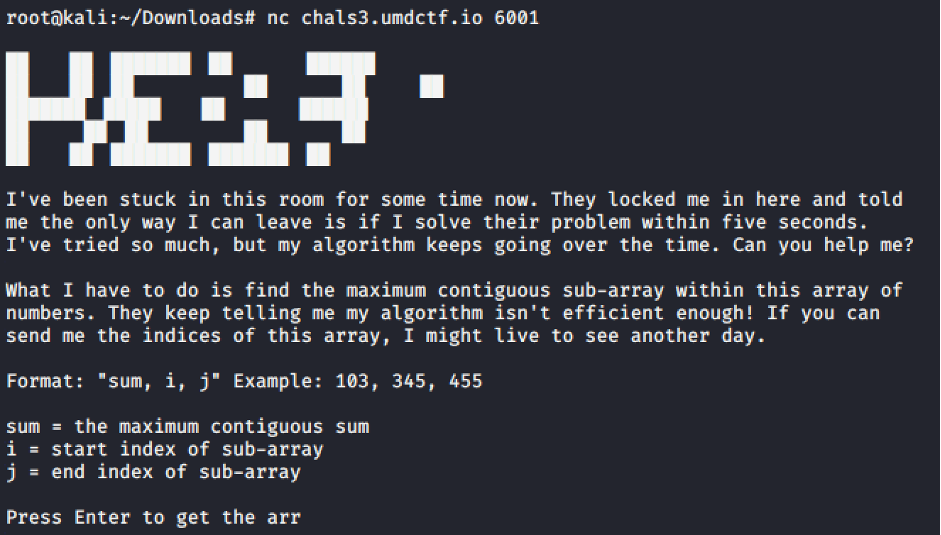 root@kali:~/Downloads# nc chals3.umdctf.io 6001
I've been stuck in this room for some time now. They locked me in here and told
me the only way I can leave is if I solve their problem within five seconds.
I've tried so much, but my algorithm keeps going over the time. Can you help me?
What I have to do is find the maximum contiguous sub-array within this array of
numbers. They keep telling me my algorithm isn't efficient enough! If you can
send me the indices of this array, I might live to see another day.
Format: "sum, i, j" Example: 103, 345, 455
sum = the maximum contiguous sum
i = start index of sub-array
j = end index of sub-array
Press Enter to get the arr